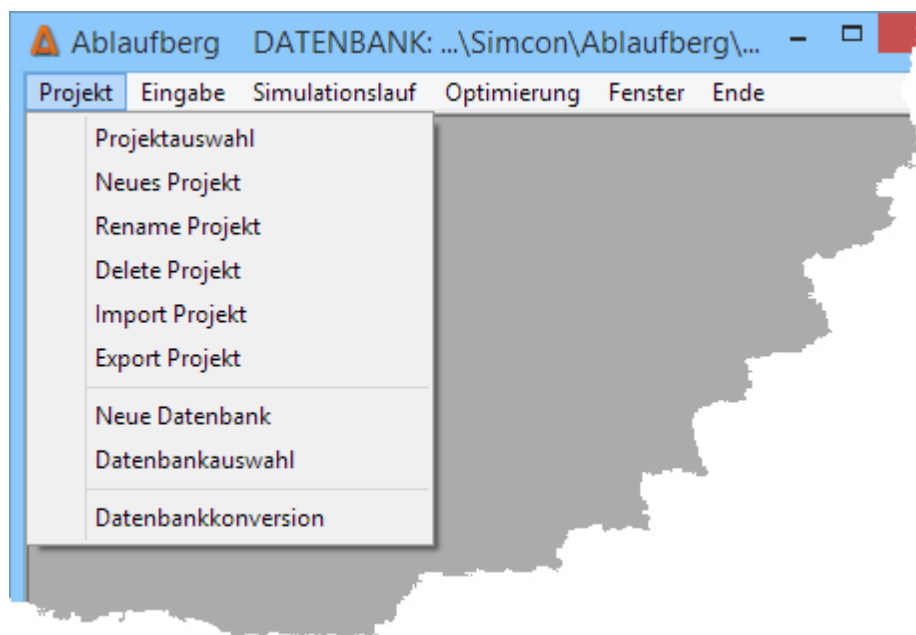 Ablaufberg DATENBANK: ...\Simcon\Ablaufberg\...
Projekt Eingabe Simulationslauf Optimierung Fenster Ende
Projektauswahl
Neues Projekt
Rename Projekt
Delete Projekt
Import Projekt
Export Projekt
Neue Datenbank
Datenbankauswahl
Datenbankkonversion